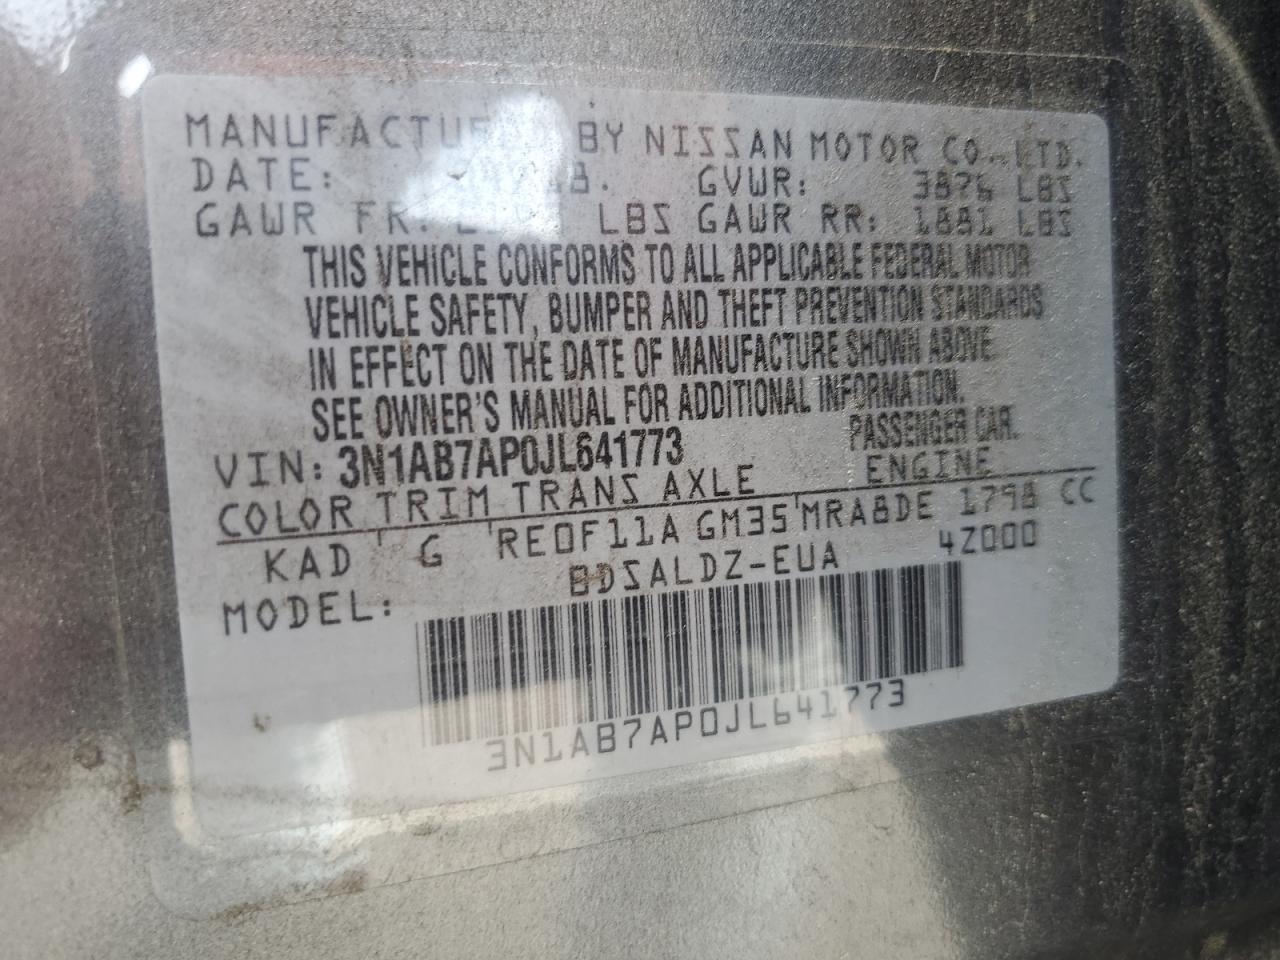 MANUFACTURED BY NISSAN MOTOR CO., LTD.
DATE: GVWR: 3876 LBS
GAWR FR: LBS GAWR RR: 1881 LBS
THIS VEHICLE CONFORMS TO ALL APPLICABLE FEDERAL MOTOR
VEHICLE SAFETY, BUMPER AND THEFT PREVENTION STANDARDS
IN EFFECT ON THE DATE OF MANUFACTURE SHOWN ABOVE.
SEE OWNER'S MANUAL FOR ADDITIONAL INFORMATION.
VIN: 3N1AB7AP0JL641773 PASSENGER CAR.
COLOR TRIM TRANS AXLE ENGINE
KAD G RE0F11A GM35 MRA8DE 1798 CC
MODEL: BDSALDZ-EUA 4Z000
3N1AB7AP0JL641773